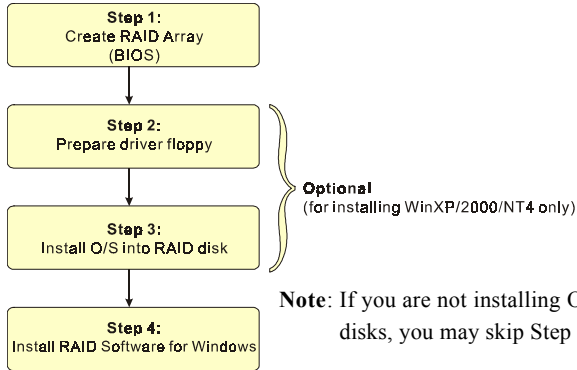 Step 1:
Create RAID Array
(BIOS)
Step 2:
Prepare driver floppy
Step 3:
Install O/S into RAID disk
Optional
(for installing WinXP/2000/NT4 only)
Step 4:
Install RAID Software for Windows
Note: If you are not installing
disks, you may skip Step